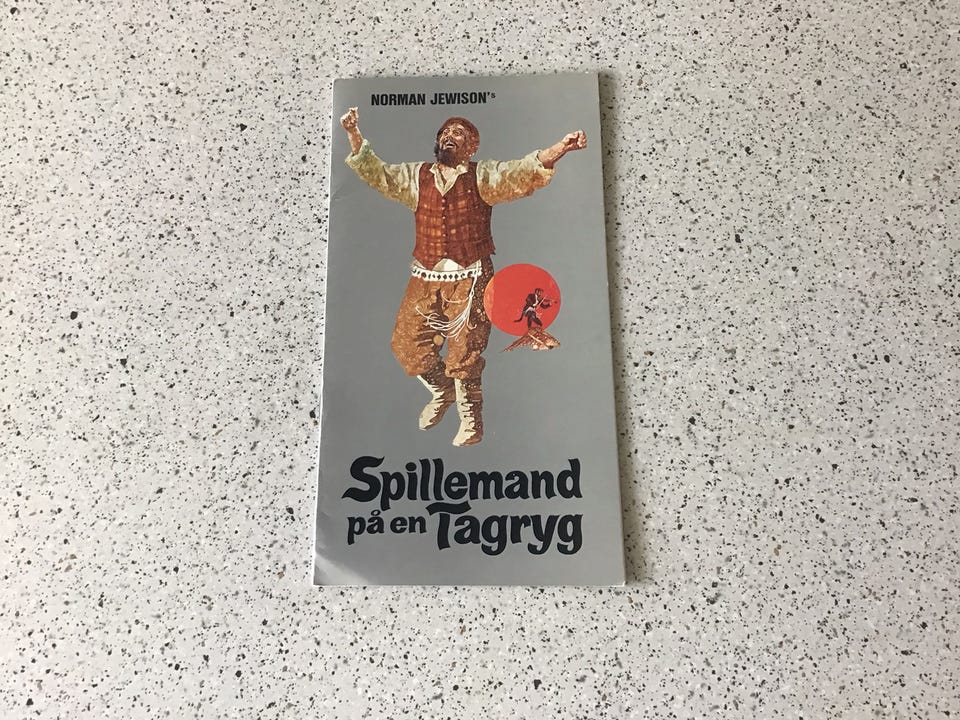 NORMAN JEWISON's
Spillemand
på en Tagryg